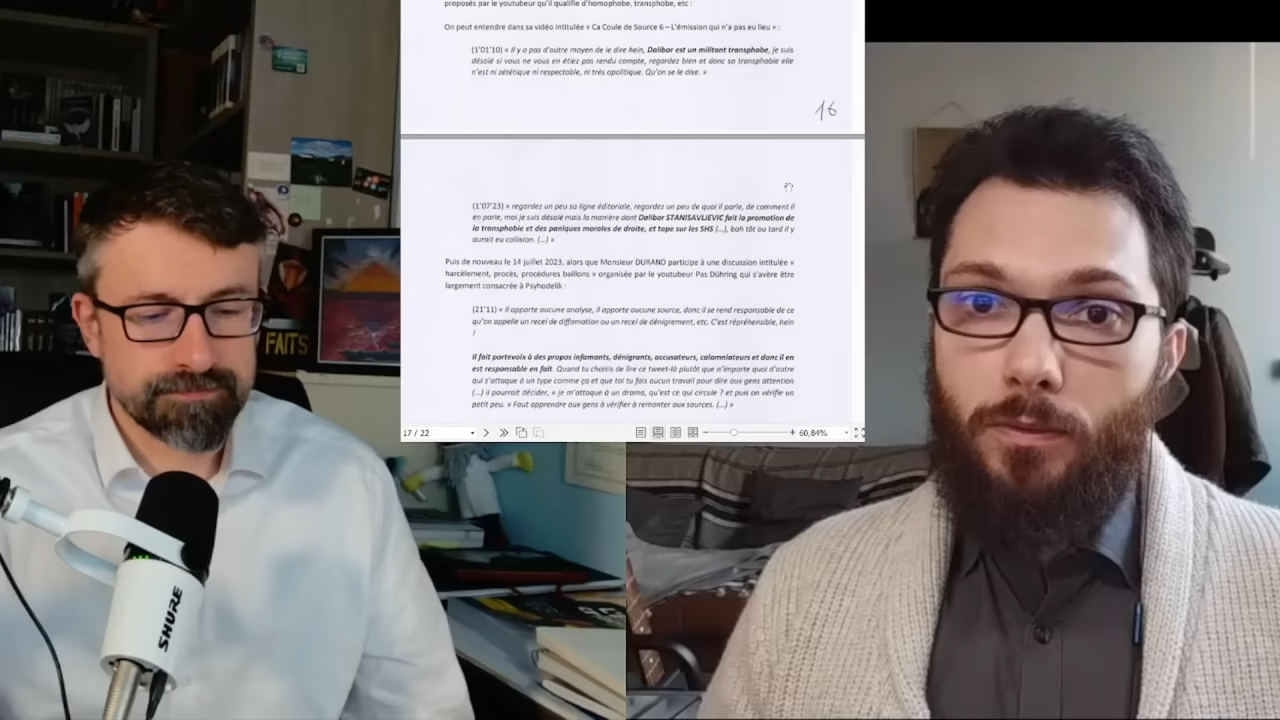 proposés par le youtubeur qu'il qualifie d'homophobe, transphobe, etc :
On peut entendre dans sa vidéo intitulée « Ca Coule de Source 6 – L'émission qui n'a pas eu lieu » :
(1'01'10) « Il y a pas d'autre moyen de le dire hein, Dalibor est un militant transphobe, je suis
désolé si vous ne vous en étiez pas rendu compte, regardez bien et donc sa transphobie elle
n'est ni zététique ni respectable, ni très apolitique. Qu'on se le dise. »
16
(1'07'23) « regardez un peu sa ligne éditoriale, regardez un peu de quoi il parle, de comment il
en parle, moi je suis désolé mais la manière dont Dalibor STANISAVLJEVIC fait la promotion de
la transphobie et des paniques morales de droite, et tape sur les SHS (...), bah tôt ou tard il y
aurait eu collision. (...) »
Puis de nouveau le 14 juillet 2023, alors que Monsieur DURAND participe à une discussion intitulée «
harcèlement, procès, procédures baillons » organisée par le youtubeur Pas Dühring qui s'avère être
largement consacrée à Psyhodelik :
(21'11) « Il apporte aucune analyse, il apporte aucune source, donc il se rend responsable de ce
qu'on appelle un recel de diffamation ou un recel de dénigrement, etc. C'est répréhensible, hein
!
Il fait portevoix à des propos infamants, dénigrants, accusateurs, calomniateurs et donc il en
est responsable en fait. Quand tu choisis de lire ce tweet-là plutôt que n'importe quoi d'autre
qui s'attaque à un type comme ça et que toi tu fais aucun travail pour dire aux gens attention
(...) il pourrait décider, « je m'attaque à un drama, qu'est ce qui circule ? et puis on vérifie un
petit peu. » Faut apprendre aux gens à vérifier à remonter aux sources. (...) »
17 / 22
60,84%
FAITS
SHURE